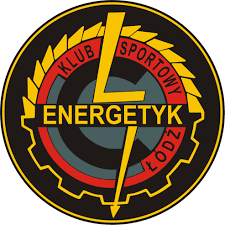 KLUB SPORTOWY
ENERGETYK
ŁÓDŹ